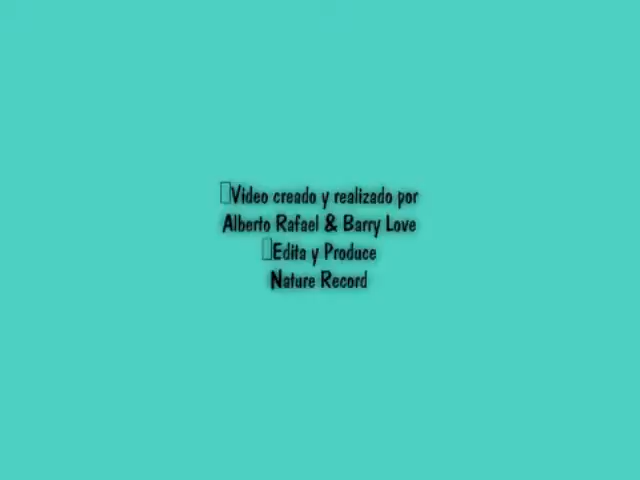 Video creado y realizado por
Alberto Rafael & Barry Love
Edita y Produce
Nature Record